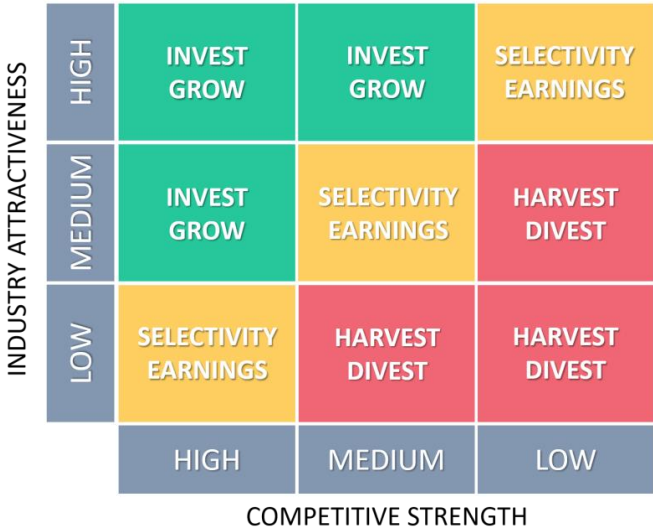 INDUSTRY ATTRACTIVENESS
HIGH
INVEST
GROW
INVEST
GROW
SELECTIVITY
EARNINGS
MEDIUM
INVEST
GROW
SELECTIVITY
EARNINGS
HARVEST
DIVEST
LOW
SELECTIVITY
EARNINGS
HARVEST
DIVEST
HARVEST
DIVEST
HIGH
MEDIUM
LOW
COMPETITIVE STRENGTH